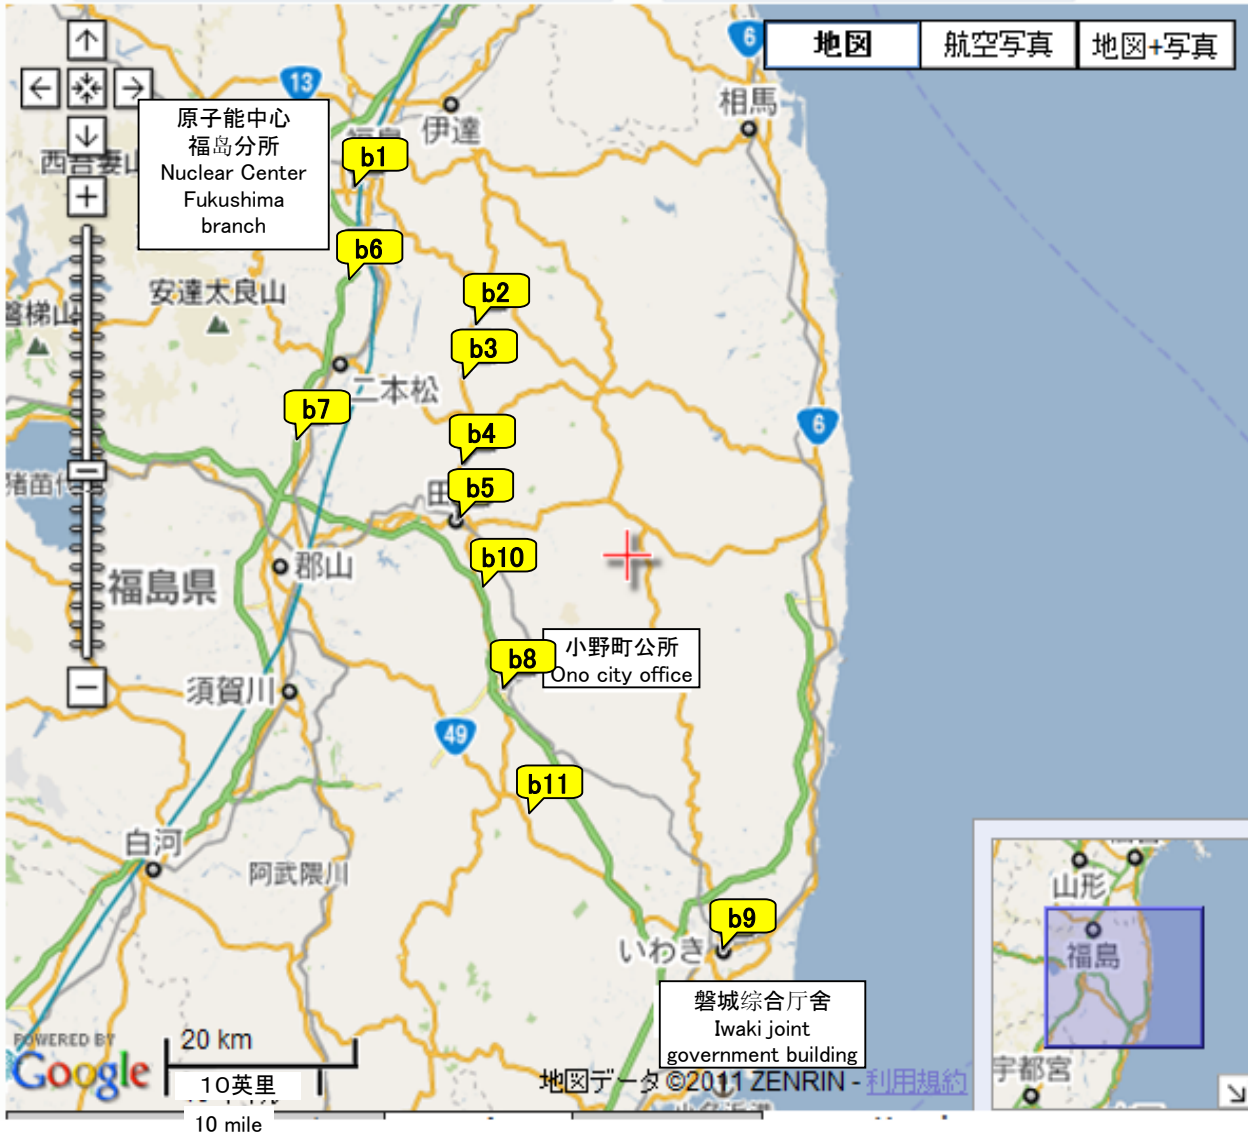 6
地図
航空写真
地図+写真
13
相馬
伊達
原子能中心
福岛分所
Nuclear Center
Fukushima
branch
b1
b6
安達太良山
b2
磐梯山
b3
二本松
b7
6
b4
b5
田
b10
郡山
福島県
小野町公所
Ono city office
b8
須賀川
49
b11
白河
阿武隈川
山形
b9
いわき
福島
磐城综合厅舍
Iwaki joint
government building
POWERED BY
Google
20 km
10英里
10 mile
地図データ ©2011 ZENRIN - 利用規約
宇都宮